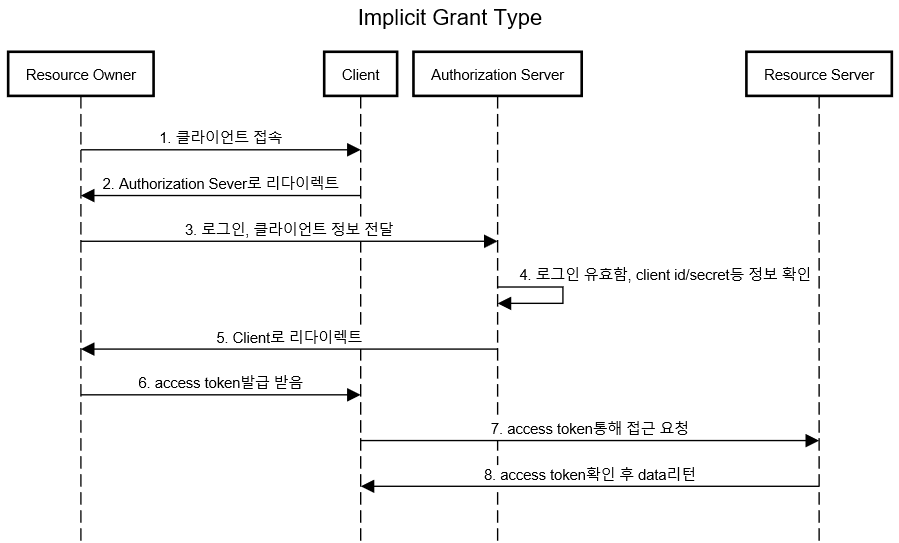 Implicit Grant Type
Resource Owner
Client
Authorization Server
Resource Server
1. 클라이언트 접속
2. Authorization Sever로 리다이렉트
3. 로그인, 클라이언트 정보 전달
4. 로그인 유효함, client id/secret등 정보 확인
5. Client로 리다이렉트
6. access token발급 받음
7. access token통해 접근 요청
8. access token확인 후 data리턴